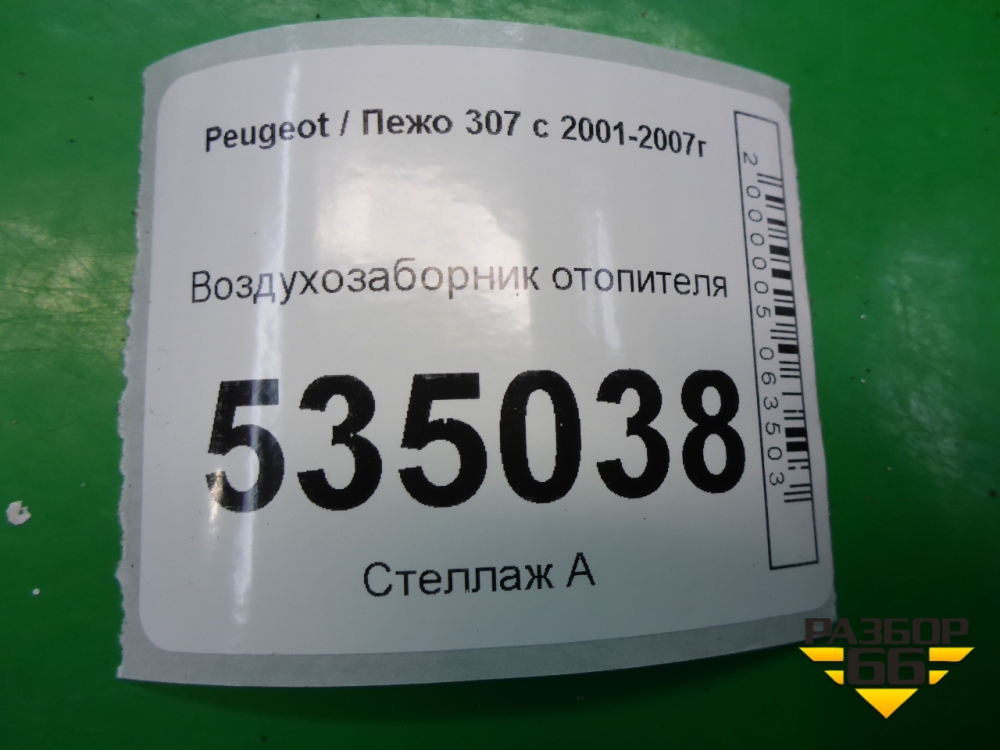 Peugeot / Пежо 307 с 2001-2007г
Воздухозаборник отопителя
535038
Стеллаж А
2000005063503
РАЗБОР
66